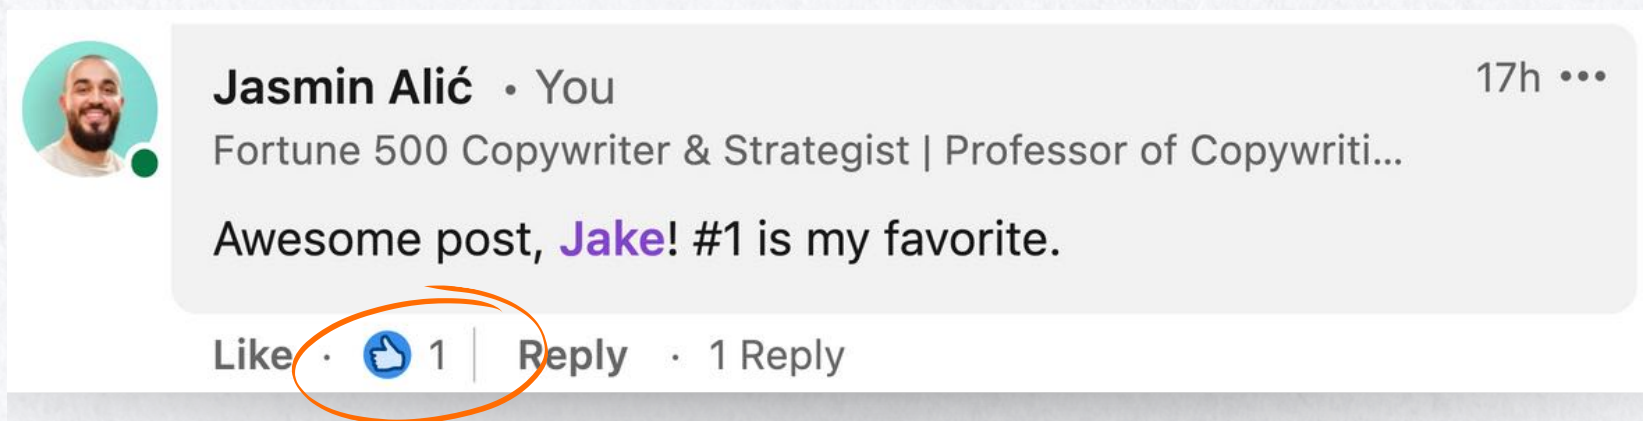 Jasmin Alić • You 17h •••
Fortune 500 Copywriter & Strategist | Professor of Copywriti...
Awesome post, Jake! #1 is my favorite.
Like · 1 | Reply · 1 Reply